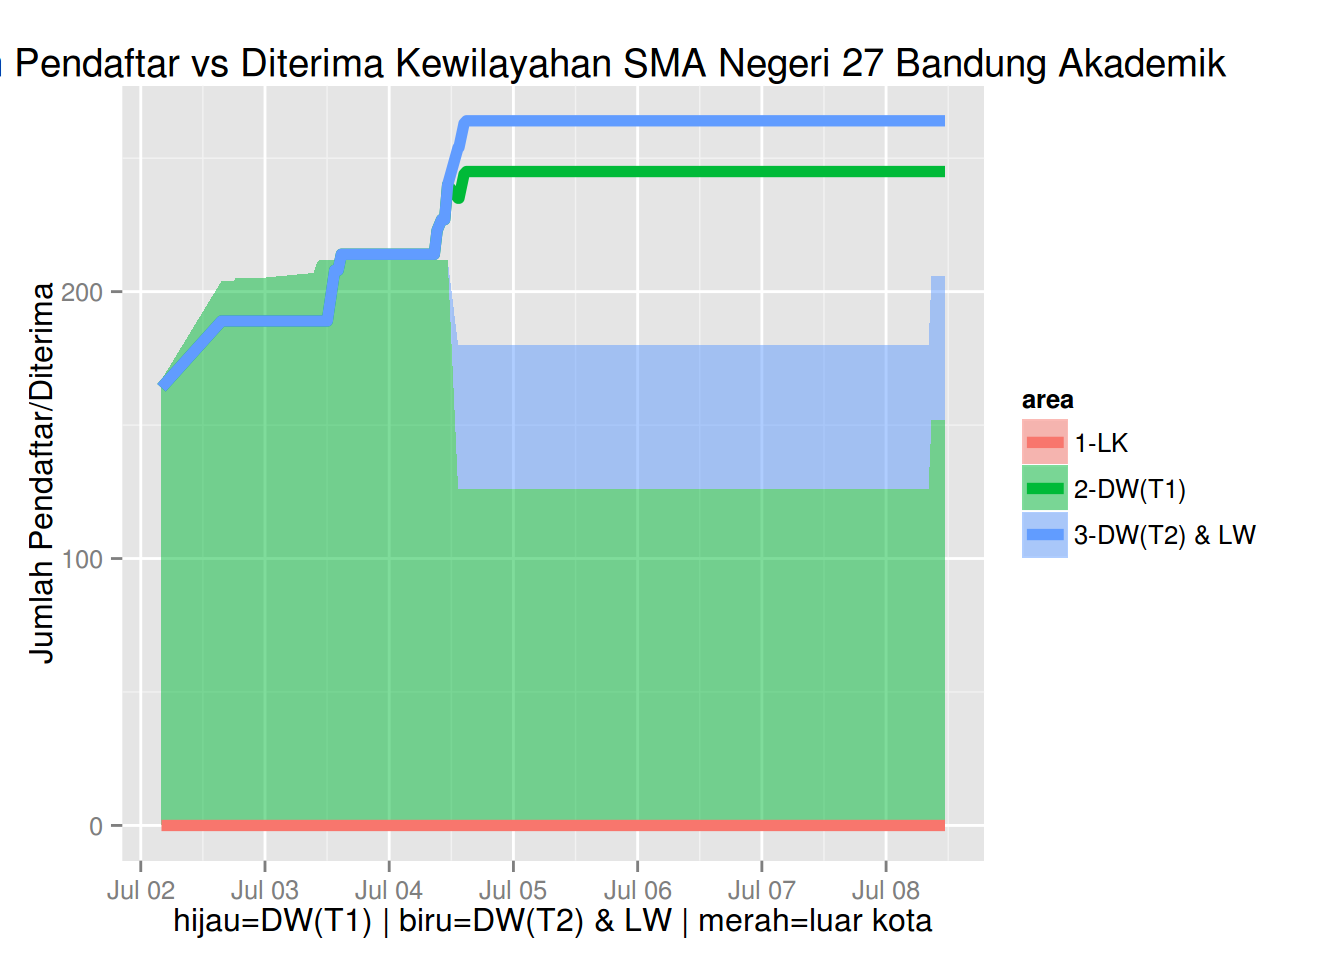 Pendaftar vs Diterima Kewilayahan SMA Negeri 27 Bandung Akademik
Jumlah Pendaftar/Diterima
200
100
0
Jul 02
Jul 03
Jul 04
Jul 05
Jul 06
Jul 07
Jul 08
hijau=DW(T1) | biru=DW(T2) & LW | merah=luar kota
area
1-LK
2-DW(T1)
3-DW(T2) & LW